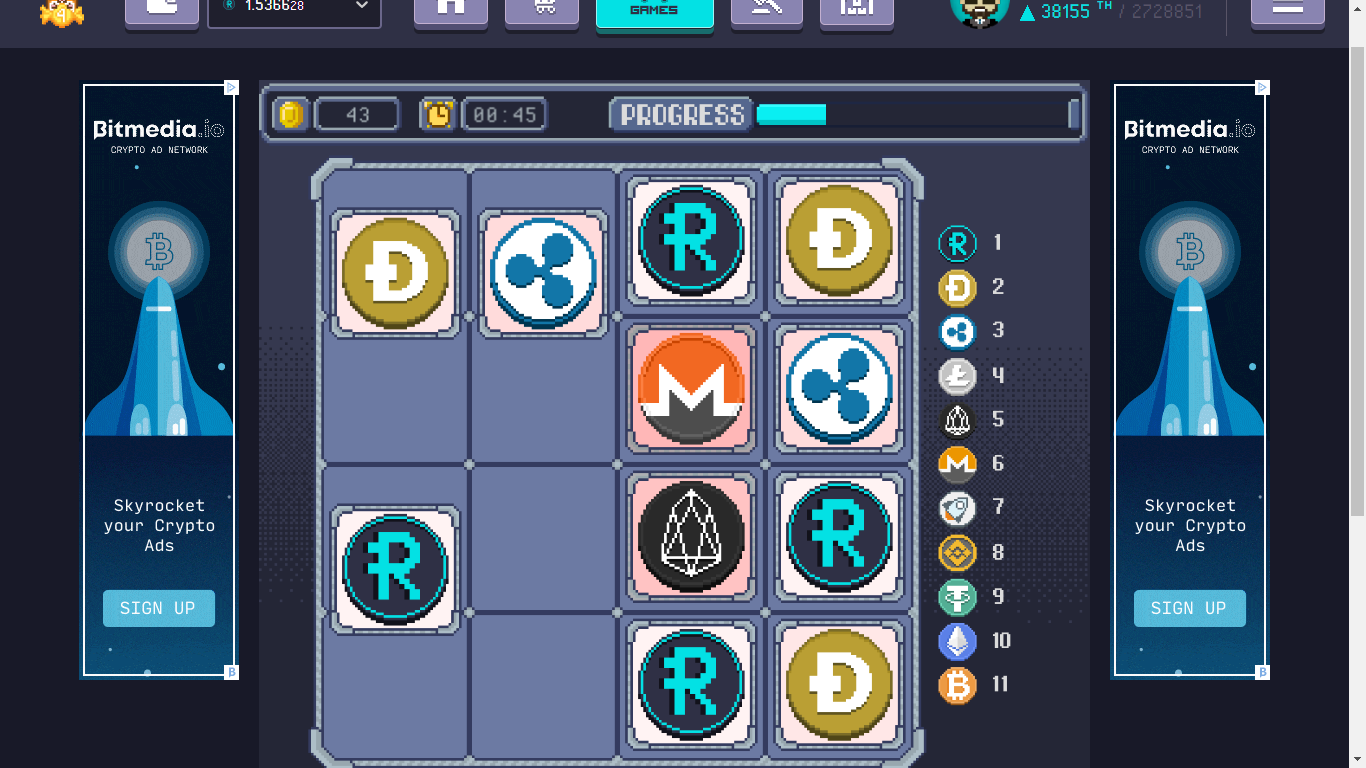 1.536628
GAMES
38155 TH / 2728851
Bitmedia.io
CRYPTO AD NETWORK
Skyrocket
your Crypto
Ads
SIGN UP
43
00:45
PROGRESS
1
2
3
4
5
6
7
8
9
10
11
Bitmedia.io
CRYPTO AD NETWORK
Skyrocket
your Crypto
Ads
SIGN UP